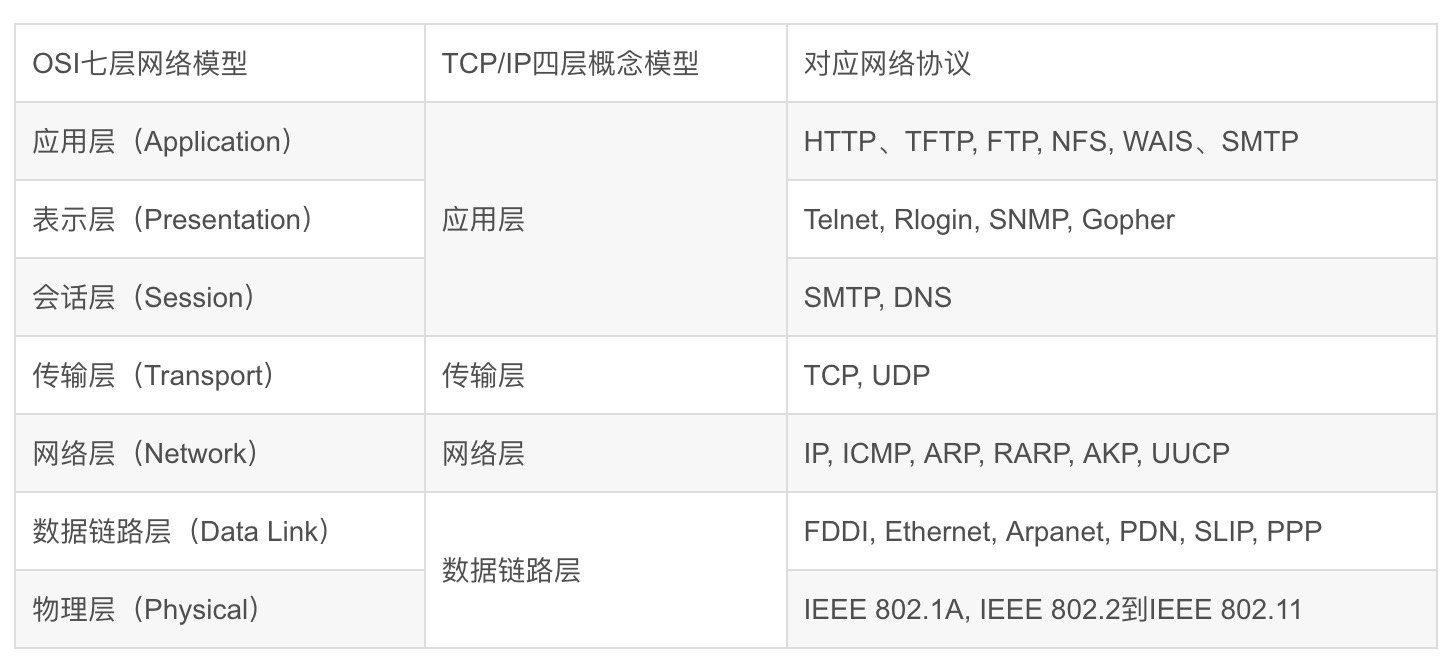 OSI七层网络模型 TCP/IP四层概念模型 对应网络协议
应用层（Application） HTTP、TFTP, FTP, NFS, WAIS、SMTP
表示层（Presentation） 应用层 Telnet, Rlogin, SNMP, Gopher
会话层（Session） SMTP, DNS
传输层（Transport） 传输层 TCP, UDP
网络层（Network） 网络层 IP, ICMP, ARP, RARP, AKP, UUCP
数据链路层（Data Link） FDDI, Ethernet, Arpanet, PDN, SLIP, PPP
数据链路层
物理层（Physical） IEEE 802.1A, IEEE 802.2到IEEE 802.11